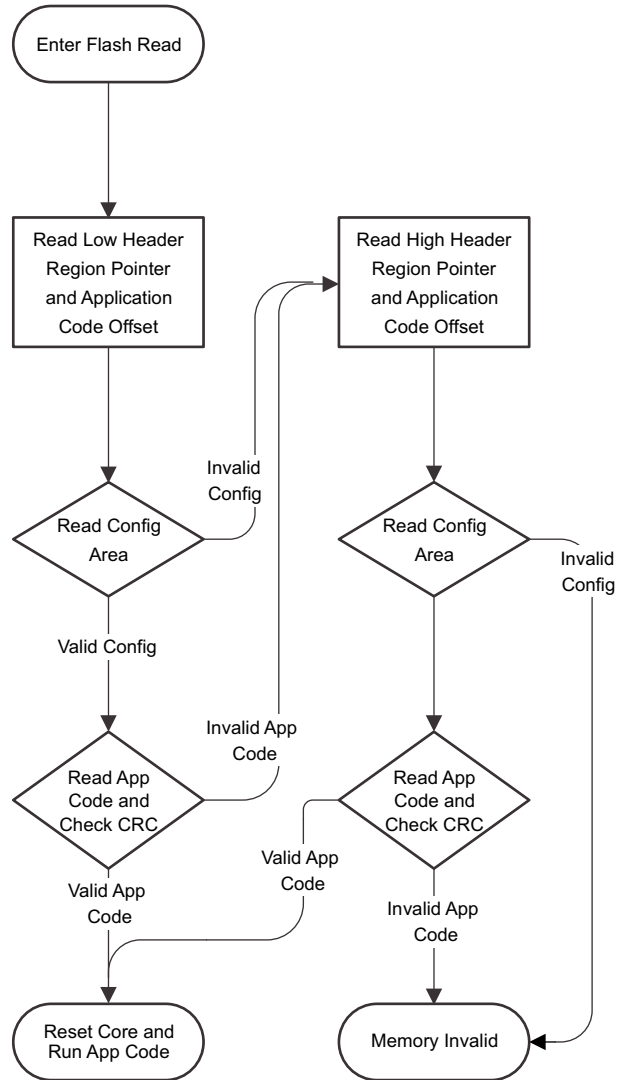 Enter Flash Read
Read Low Header
Region Pointer
and Application
Code Offset
Read High Header
Region Pointer
and Application
Code Offset
Invalid
Config
Read Config
Area
Read Config
Area
Invalid
Config
Valid Config
Invalid App
Code
Read App
Code and
Check CRC
Read App
Code and
Check CRC
Valid App
Code
Valid App
Code
Invalid App
Code
Reset Core and
Run App Code
Memory Invalid